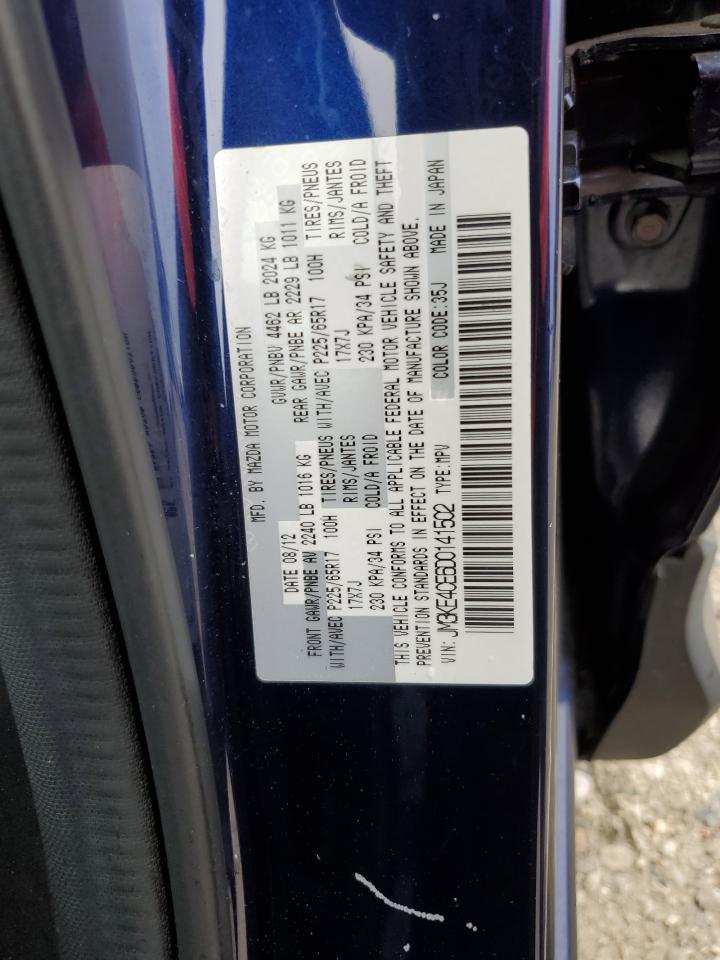 MFD. BY MAZDA MOTOR CORPORATION
DATE 08/12 GVWR/PNBV 4462 LB 2024 KG
FRONT GAWR/PNBE AV 2240 LB 1016 KG REAR GAWR/PNBE AR 2229 LB 1011 KG
WITH/AVEC P225/65R17 100H TIRES/PNEUS WITH/AVEC P225/65R17 100H TIRES/PNEUS
17X7J RIMS/JANTES 17X7J RIMS/JANTES
230 KPA/34 PSI COLD/A FROID 230 KPA/34 PSI COLD/A FROID
THIS VEHICLE CONFORMS TO ALL APPLICABLE FEDERAL MOTOR VEHICLE SAFETY AND THEFT
PREVENTION STANDARDS IN EFFECT ON THE DATE OF MANUFACTURE SHOWN ABOVE.
VIN: JM3KE4CE6D0141502 TYPE:MPV COLOR CODE:35J MADE IN JAPAN